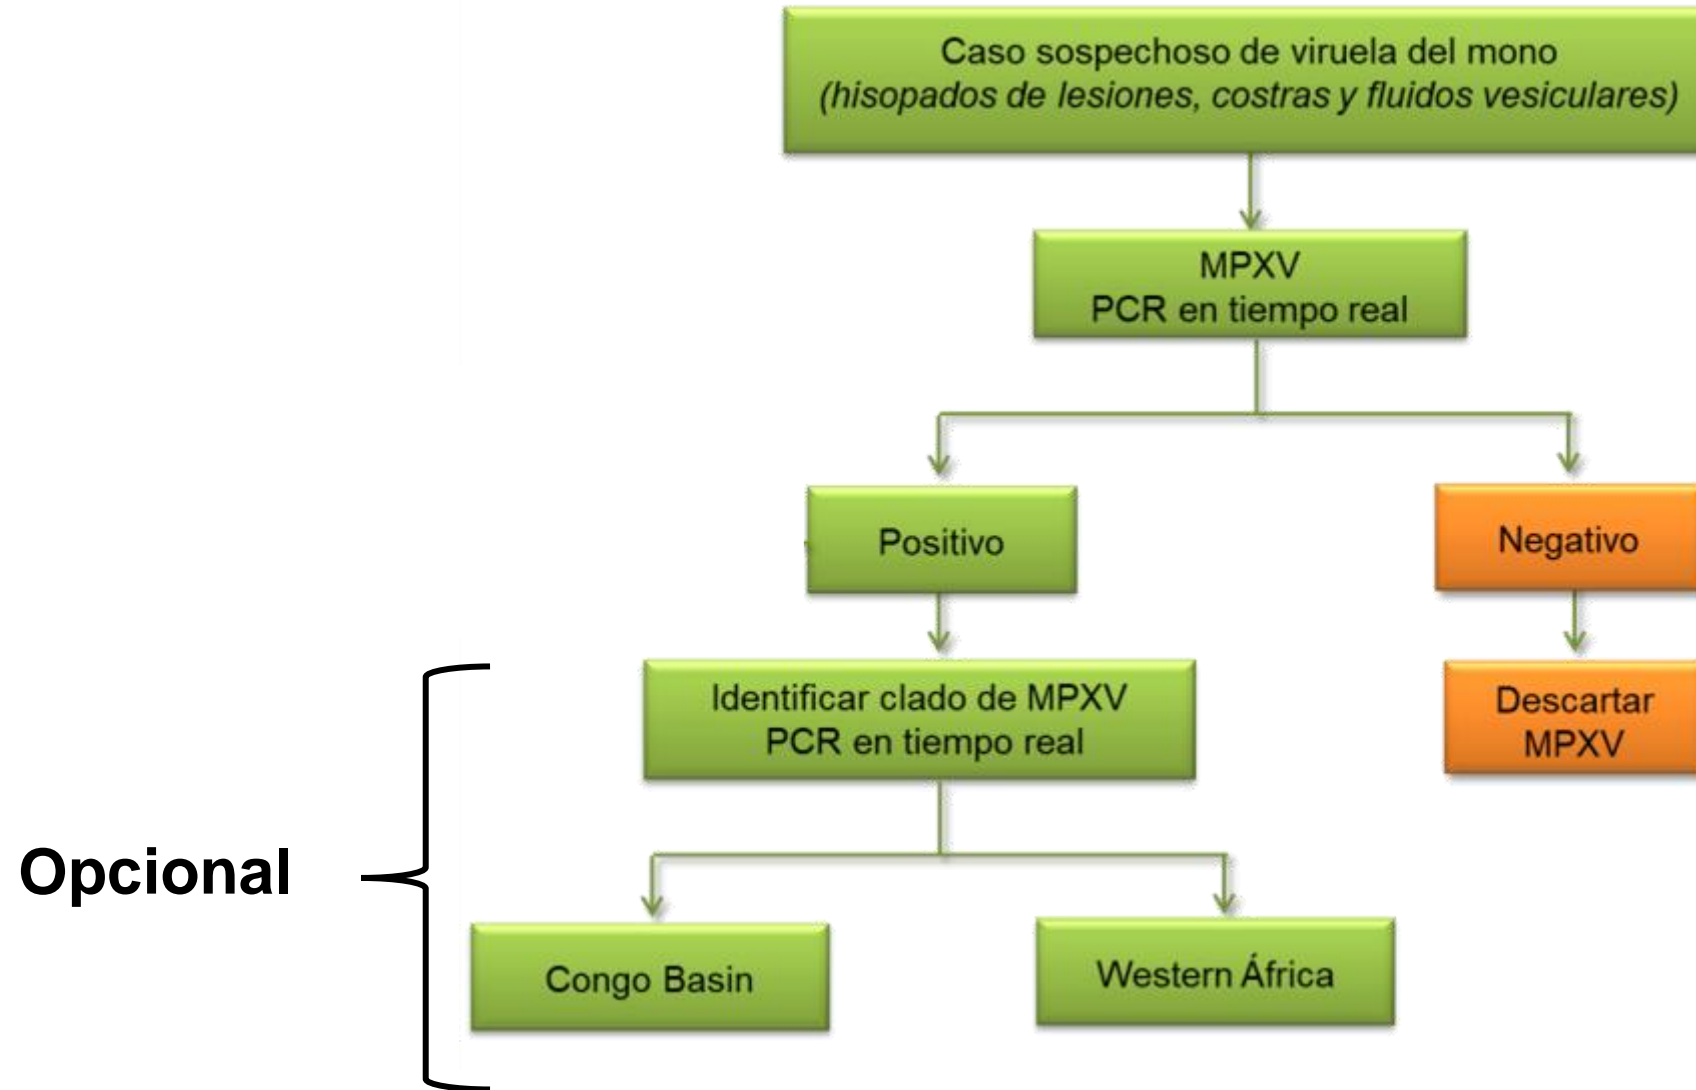 Caso sospechoso de viruela del mono
(hisopados de lesiones, costras y fluidos vesiculares)
MPXV
PCR en tiempo real
Positivo
Negativo
Identificar clado de MPXV
PCR en tiempo real
Descartar
MPXV
Opcional
Congo Basin
Western África